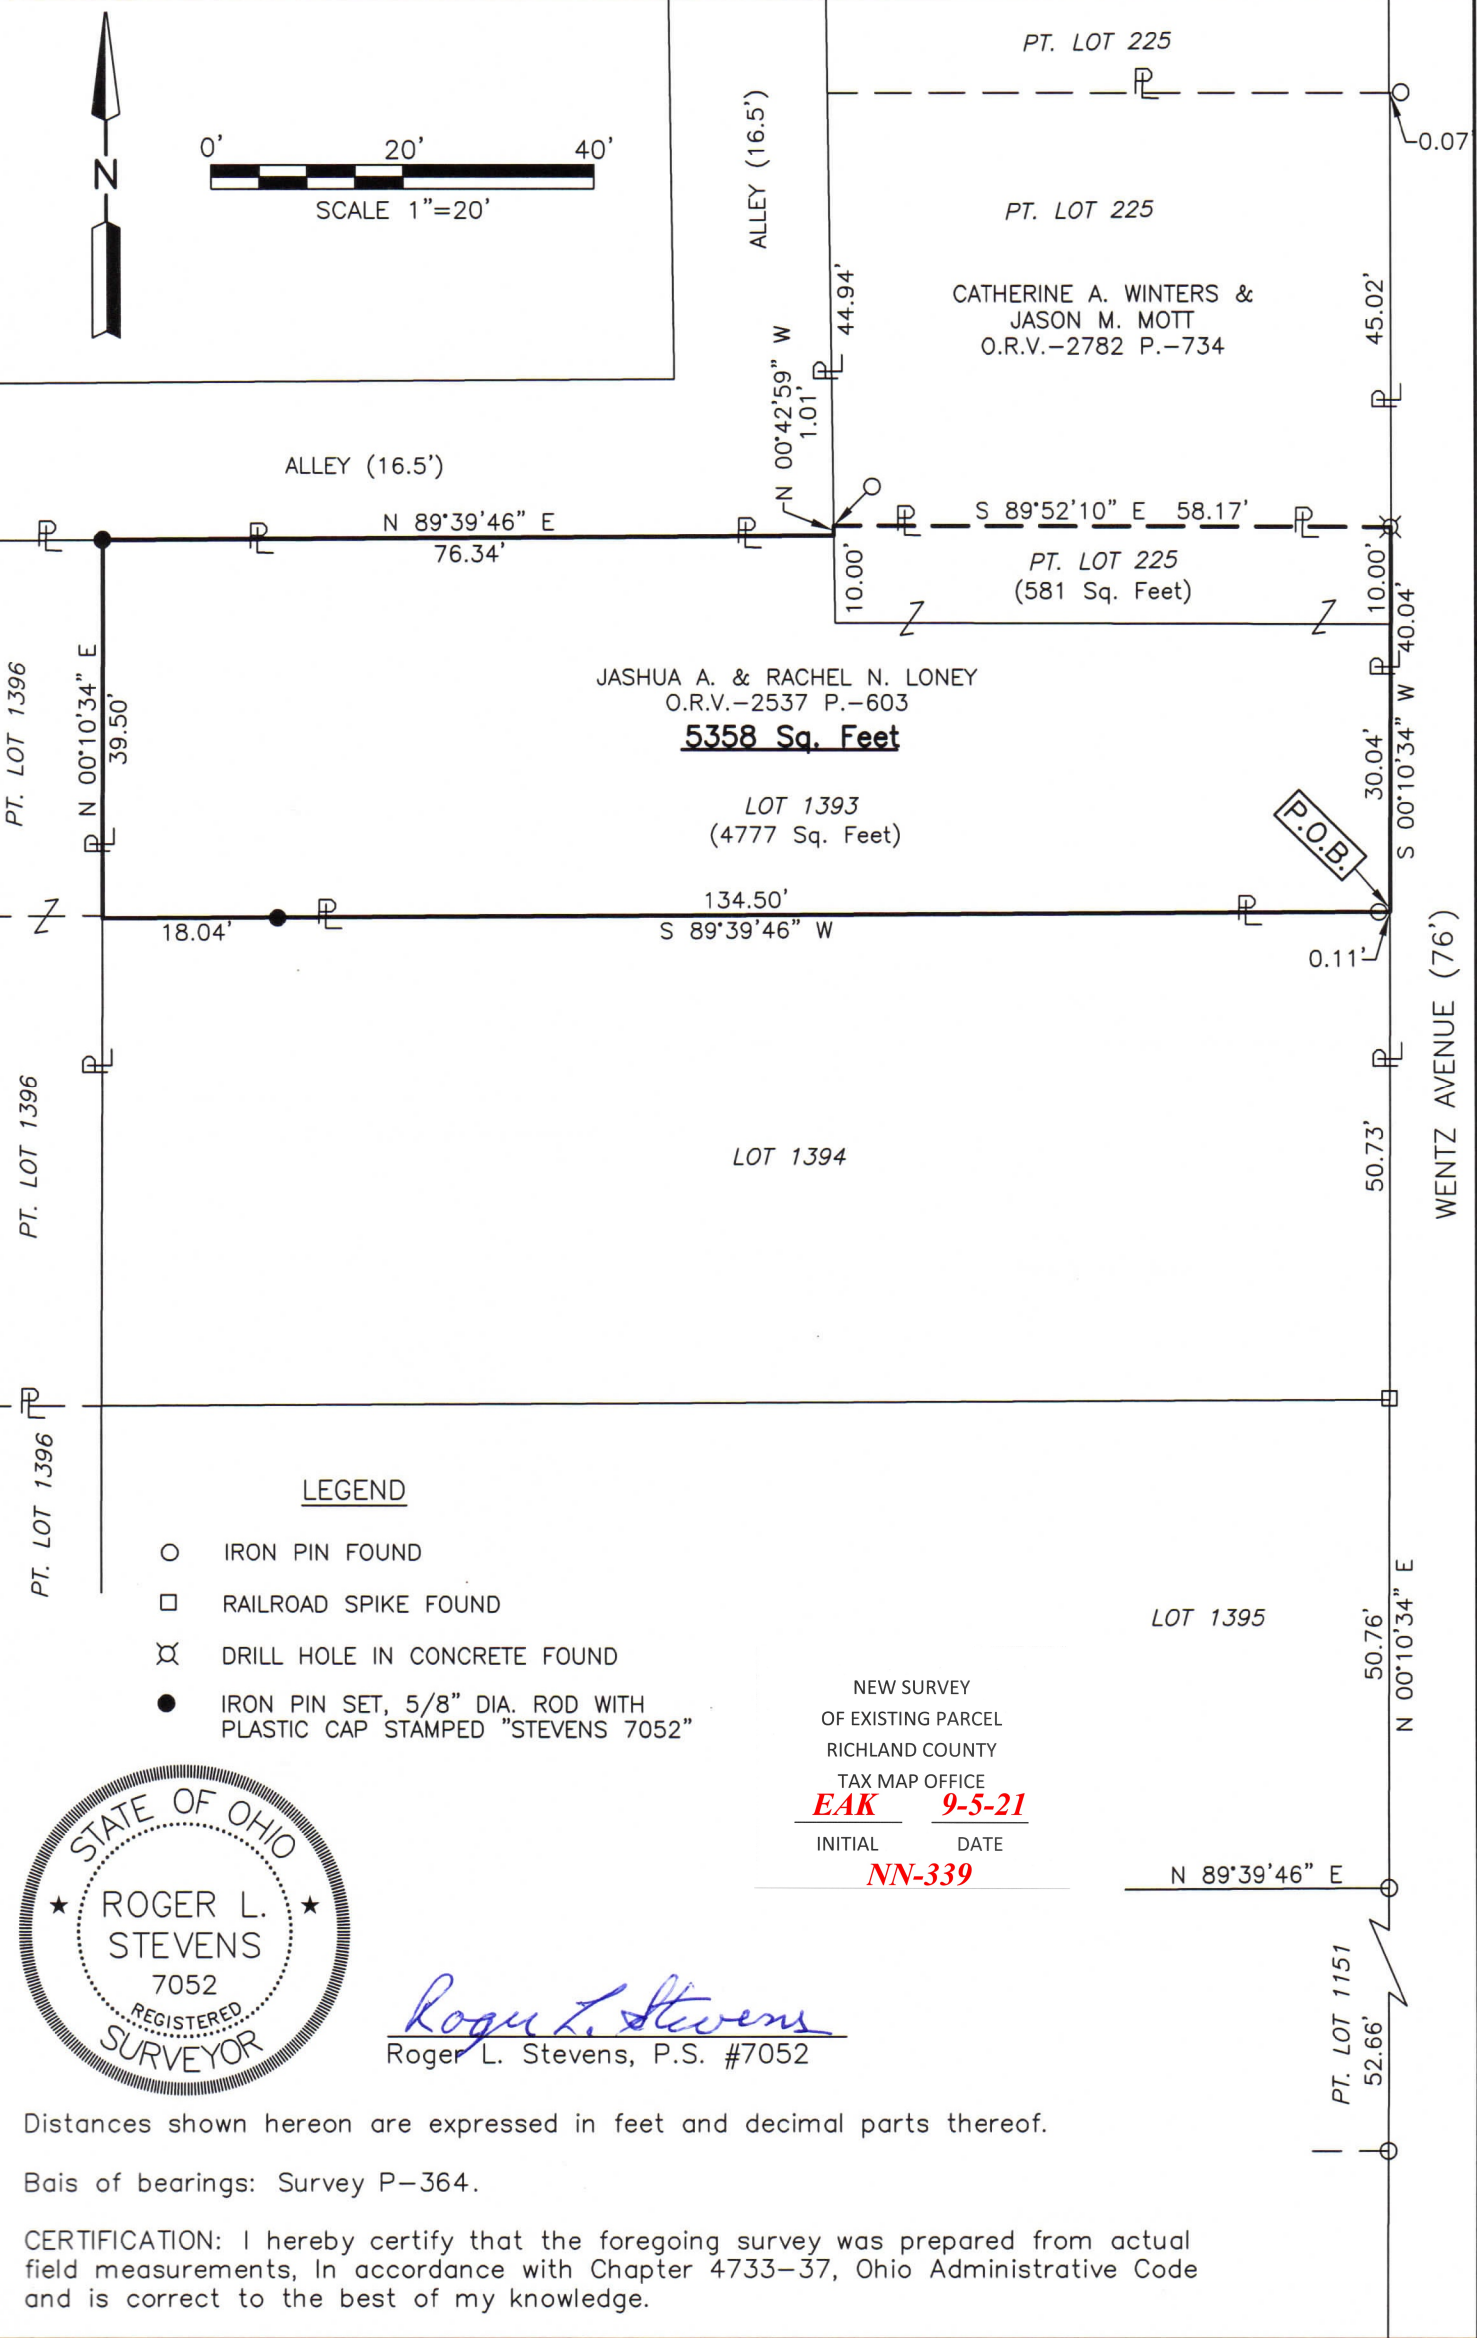 PT. LOT 225
0.07'
N
0' 20' 40'
SCALE 1"=20'
ALLEY (16.5')
PT. LOT 225
CATHERINE A. WINTERS &
JASON M. MOTT
O.R.V.-2782 P.-734
44.94'
45.02'
N 00°42'59" W
1.01'
ALLEY (16.5')
N 89°39'46" E
76.34'
S 89°52'10" E 58.17'
PT. LOT 225
(581 Sq. Feet)
10.00'
10.00'
40.04'
S 00°10'34" W
30.04'
PT. LOT 1396
N 00°10'34" E
39.50'
JASHUA A. & RACHEL N. LONEY
O.R.V.-2537 P.-603
5358 Sq. Feet
LOT 1393
(4777 Sq. Feet)
P.O.B.
134.50'
S 89°39'46" W
18.04'
0.11'
WENTZ AVENUE (76')
PT. LOT 1396
LOT 1394
50.73'
PT. LOT 1396
LEGEND
IRON PIN FOUND
RAILROAD SPIKE FOUND
DRILL HOLE IN CONCRETE FOUND
IRON PIN SET, 5/8" DIA. ROD WITH
PLASTIC CAP STAMPED "STEVENS 7052"
LOT 1395
50.76'
N 00°10'34" E
NEW SURVEY
OF EXISTING PARCEL
RICHLAND COUNTY
TAX MAP OFFICE
EAK 9-5-21
INITIAL DATE
NN-339
N 89°39'46" E
PT. LOT 1151
52.66'
STATE OF OHIO
ROGER L.
STEVENS
7052
REGISTERED
SURVEYOR
Roger L. Stevens
Roger L. Stevens, P.S. #7052
Distances shown hereon are expressed in feet and decimal parts thereof.
Bais of bearings: Survey P-364.
CERTIFICATION: I hereby certify that the foregoing survey was prepared from actual
field measurements, In accordance with Chapter 4733-37, Ohio Administrative Code
and is correct to the best of my knowledge.